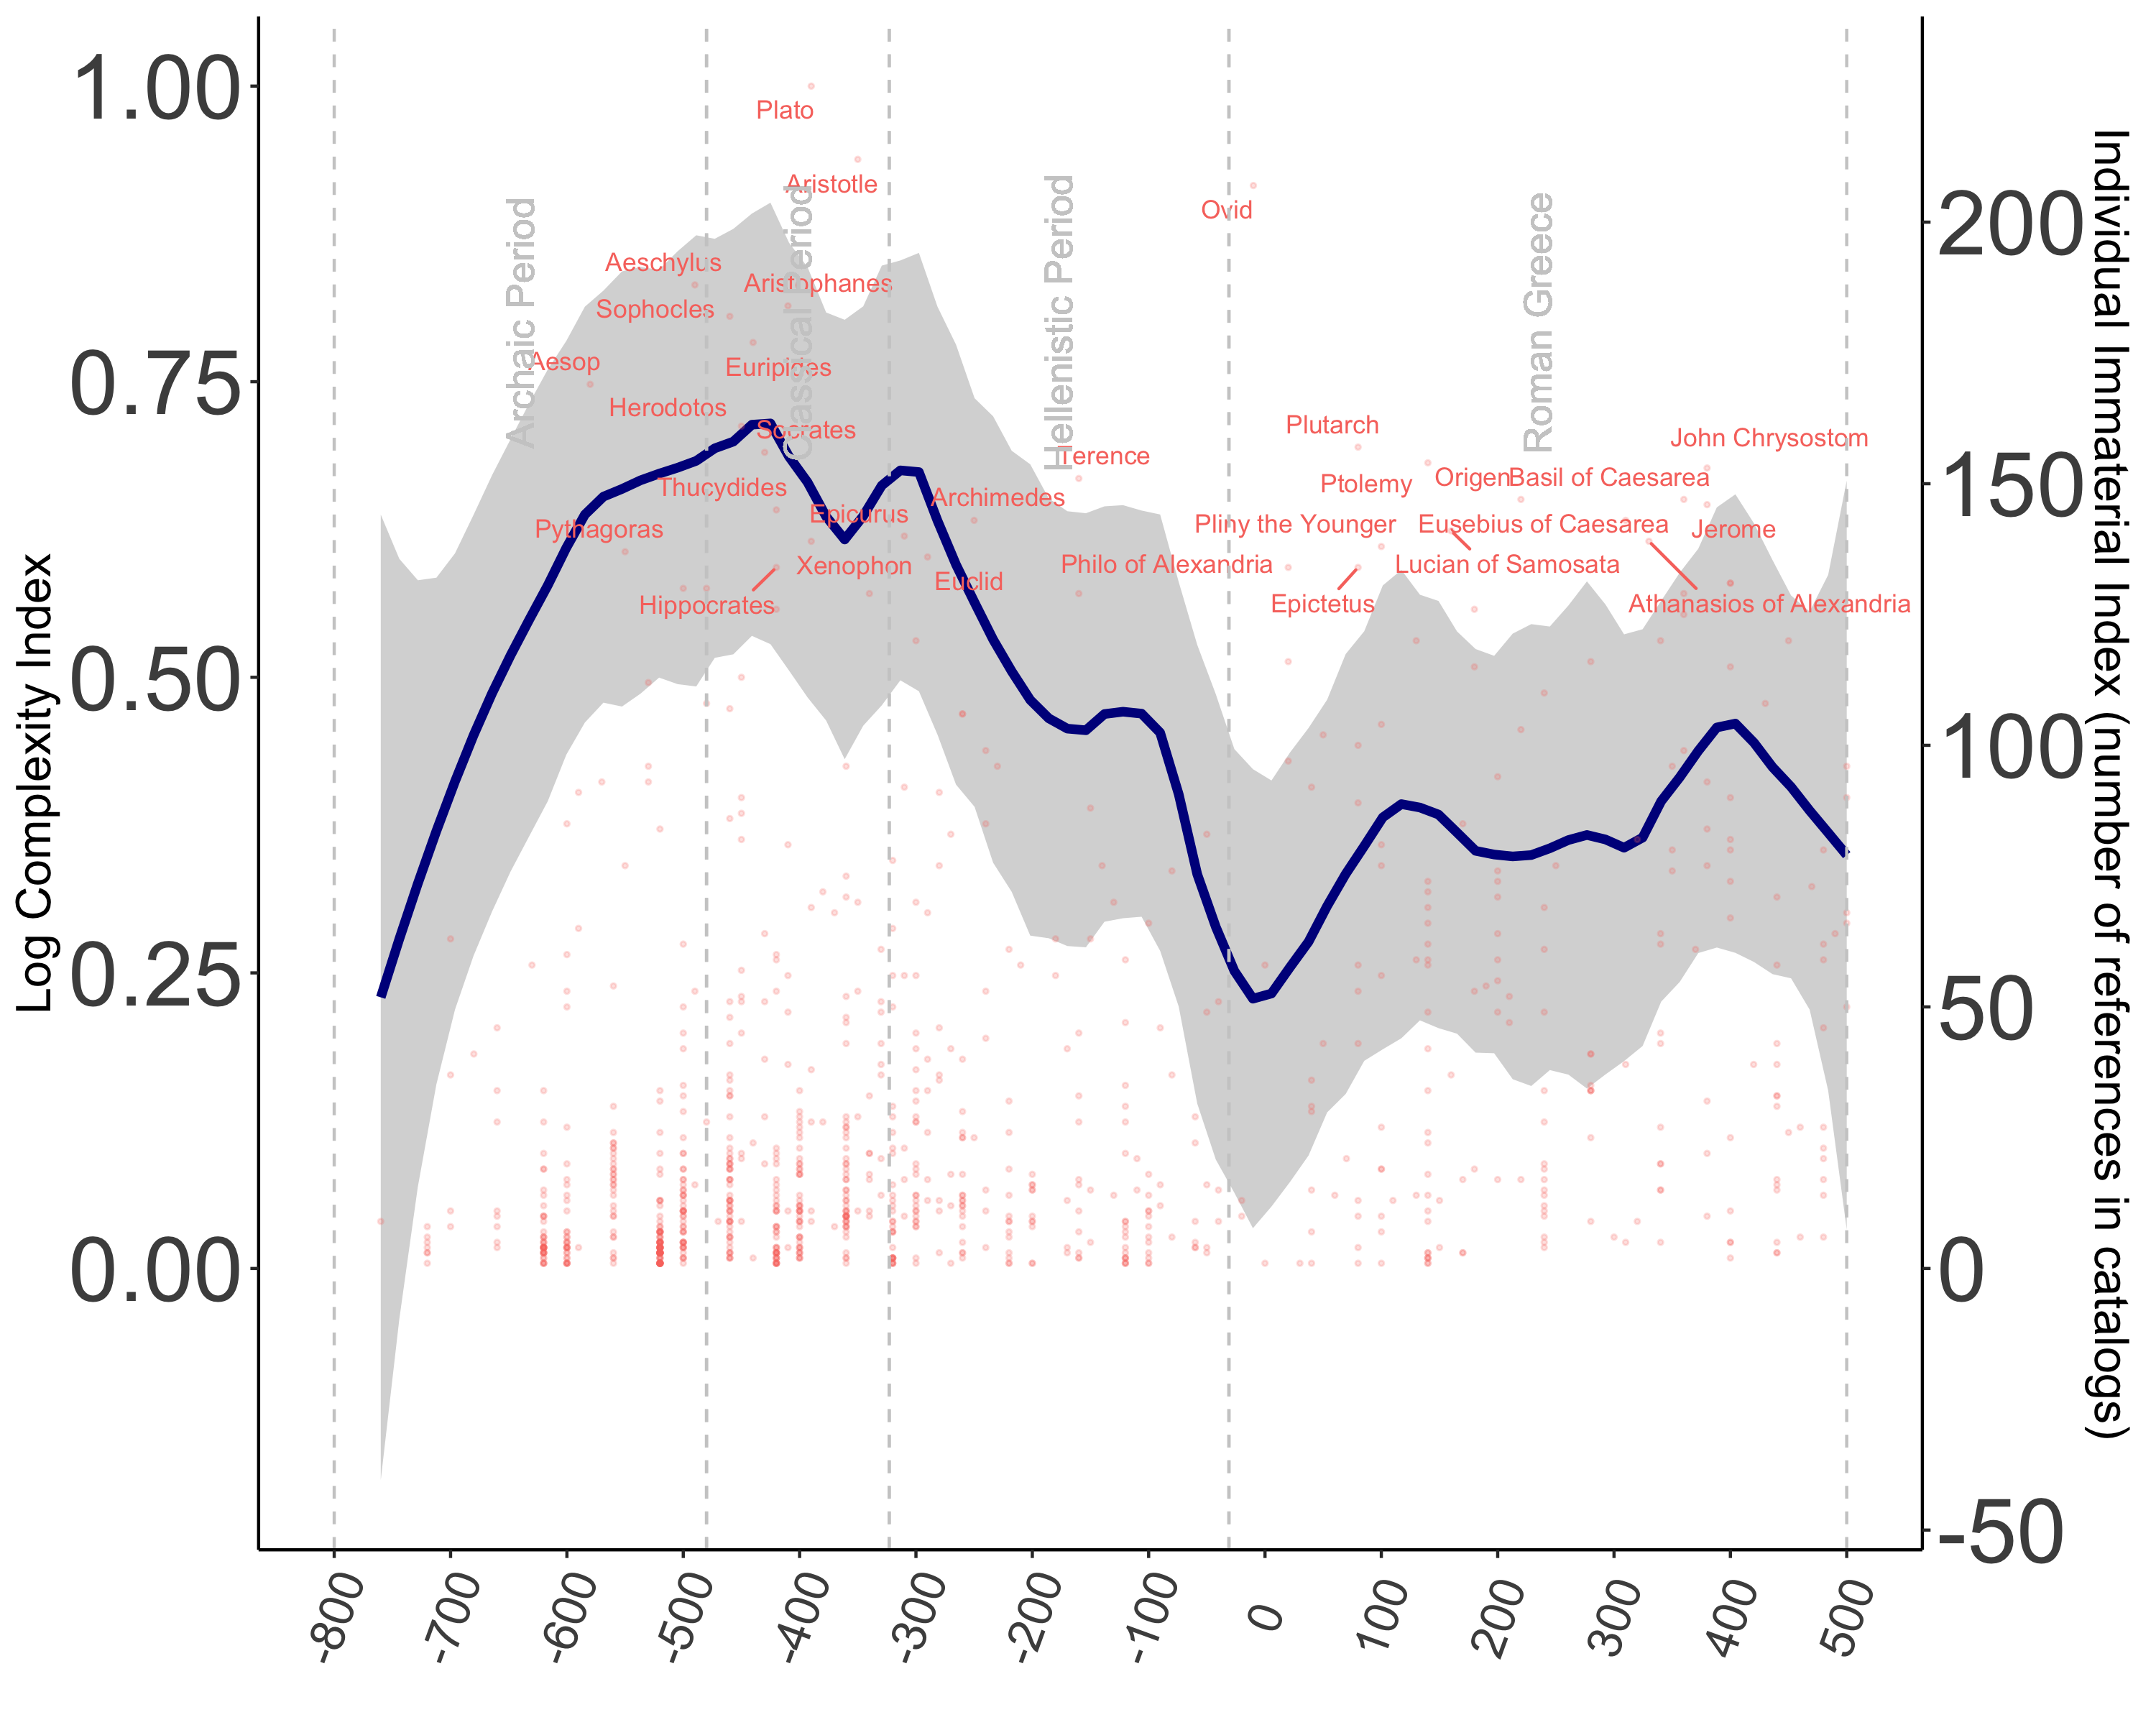 1.00
0.75
0.50
0.25
0.00
Log Complexity Index
200
150
100
50
0
-50
Individual Immaterial Index (number of references in catalogs)
-800
-700
-600
-500
-400
-300
-200
-100
0
100
200
300
400
500
Archaic Period
Classical Period
Hellenistic Period
Roman Greece
Plato
Aristotle
Ovid
Aeschylus
Aristophanes
Sophocles
Aesop
Euripides
Herodotos
Socrates
Plutarch
John Chrysostom
Terence
Thucydides
Archimedes
Ptolemy
Origen
Basil of Caesarea
Pythagoras
Epicurus
Pliny the Younger
Eusebius of Caesarea
Jerome
Xenophon
Euclid
Philo of Alexandria
Lucian of Samosata
Hippocrates
Epictetus
Athanasios of Alexandria